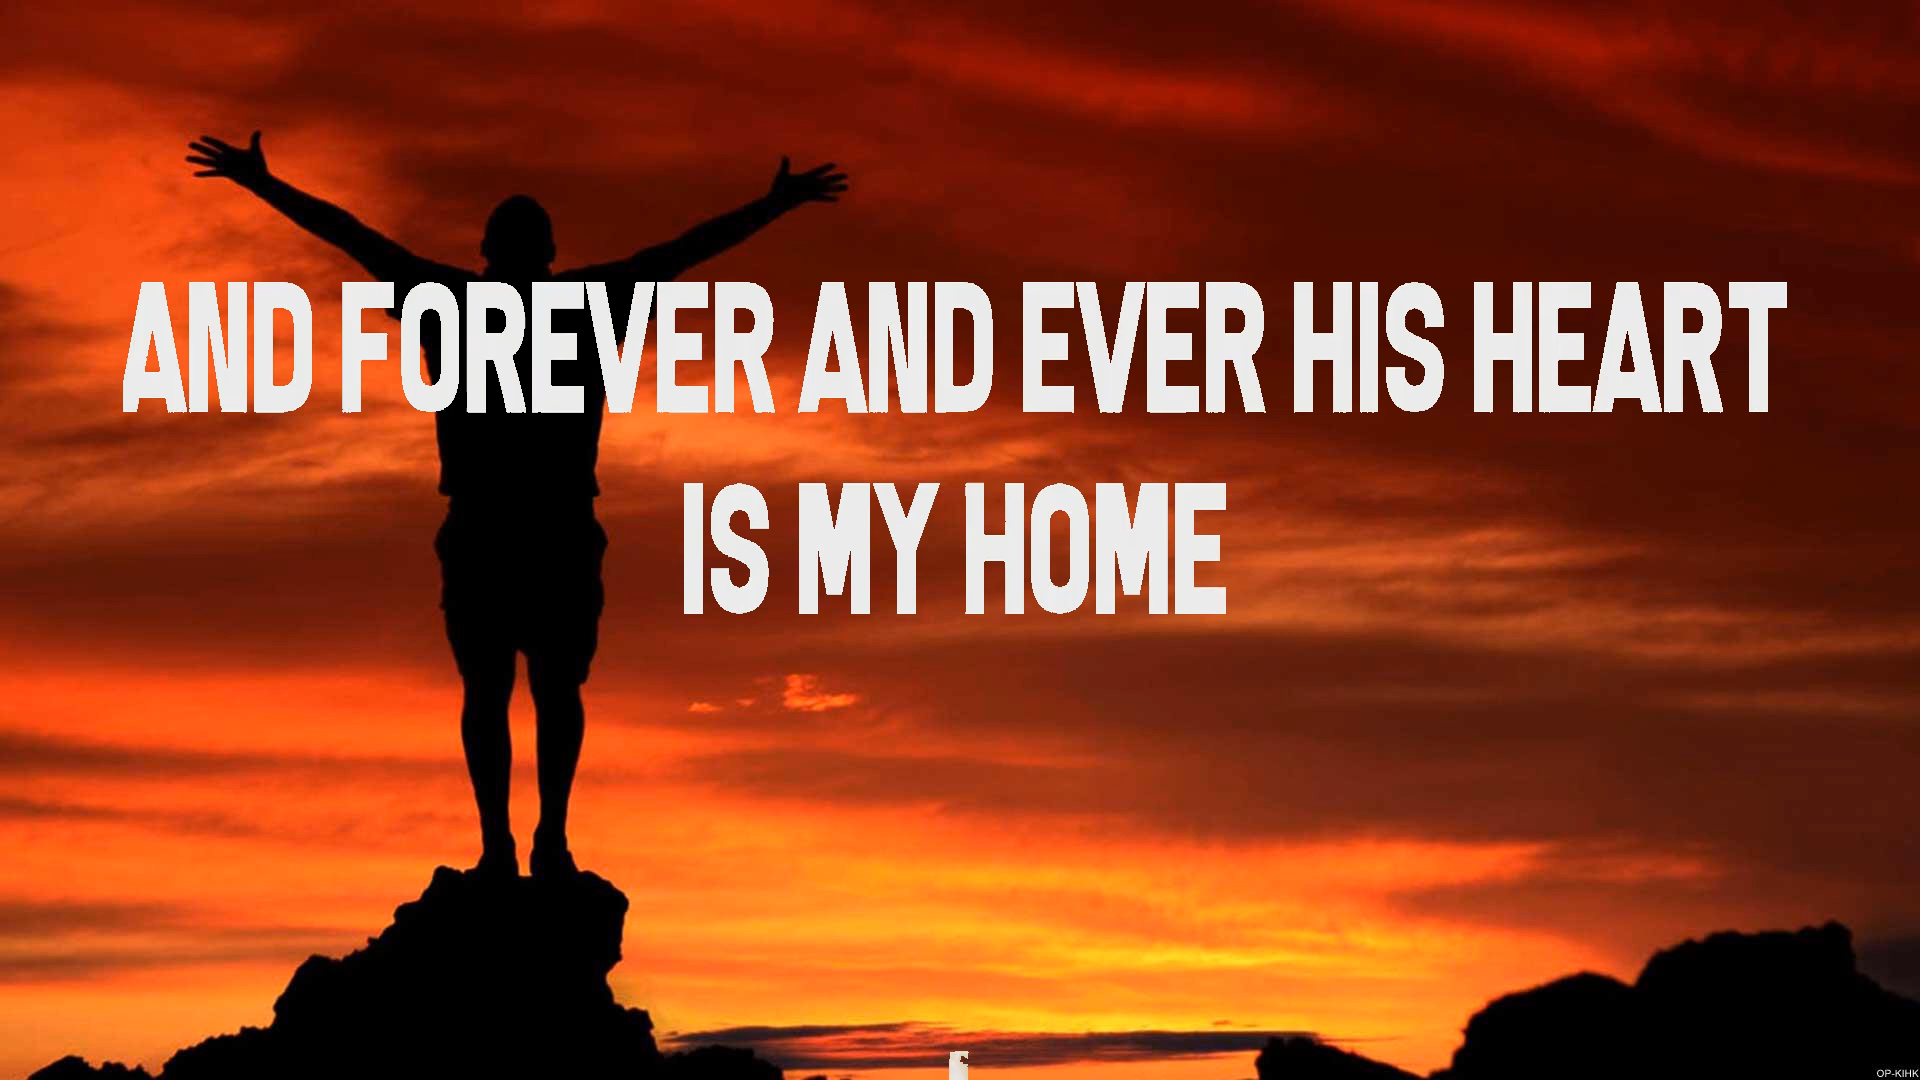 AND FOREVER AND EVER HIS HEART
IS MY HOME
OP-KIHK